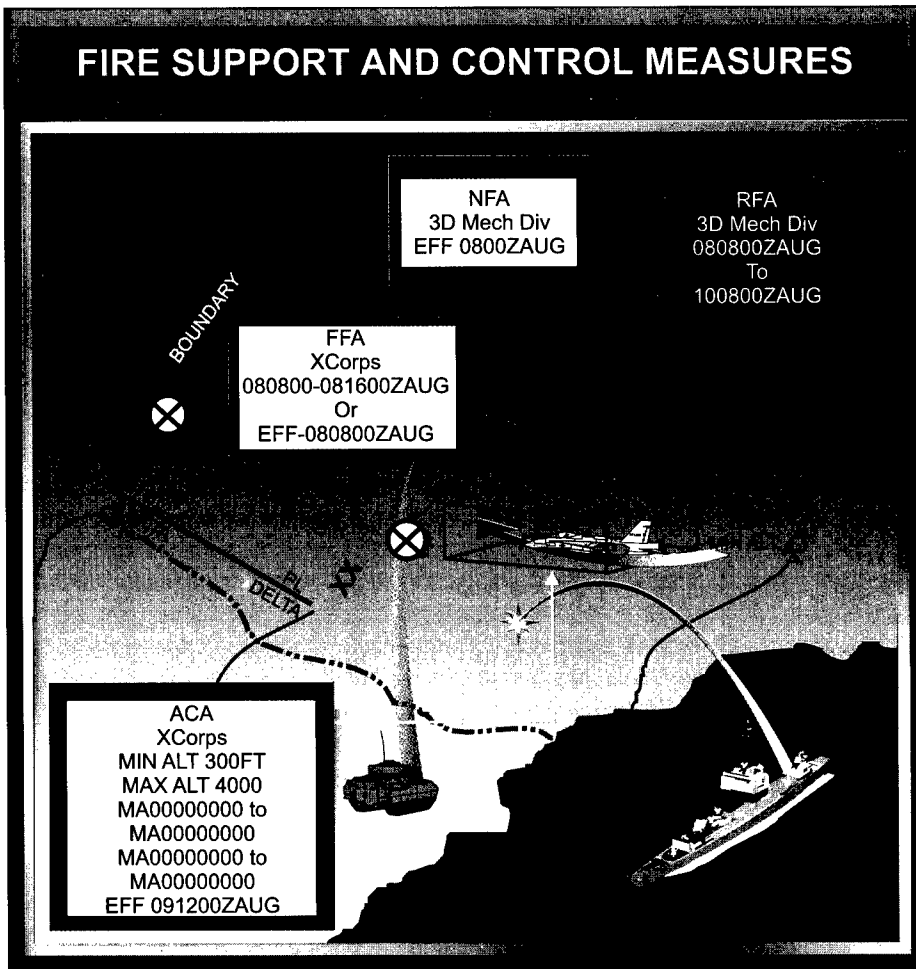 FIRE SUPPORT AND CONTROL MEASURES
NFA
3D Mech Div
EFF 0800ZAUG
RFA
3D Mech Div
080800ZAUG
To
100800ZAUG
BOUNDARY
FFA
XCorps
080800-081600ZAUG
Or
EFF-080800ZAUG
PL
DELTA
XX
ACA
XCorps
MIN ALT 300FT
MAX ALT 4000
MA00000000 to
MA00000000
MA00000000 to
MA00000000
EFF 091200ZAUG